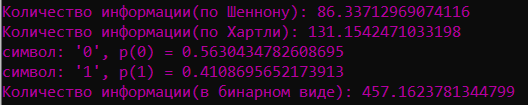 Количество информации(по Шеннону): 86.33712969074116
Количество информации(по Хартли): 131.1542471033198
символ: '0', p(0) = 0.5630434782608695
символ: '1', p(1) = 0.4108695652173913
Количество информации(в бинарном виде): 457.1623781344799